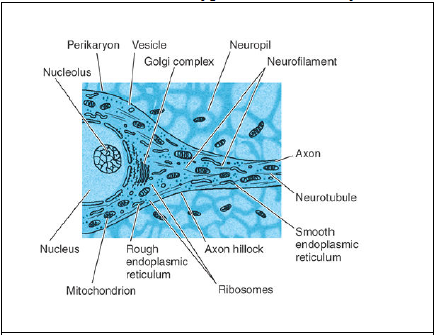 Perikaryon
Vesicle
Neuropil
Golgi complex
Neurofilament
Nucleolus
Axon
Neurotubule
Smooth
endoplasmic
reticulum
Nucleus
Rough
endoplasmic
reticulum
Axon hillock
Mitochondrion
Ribosomes